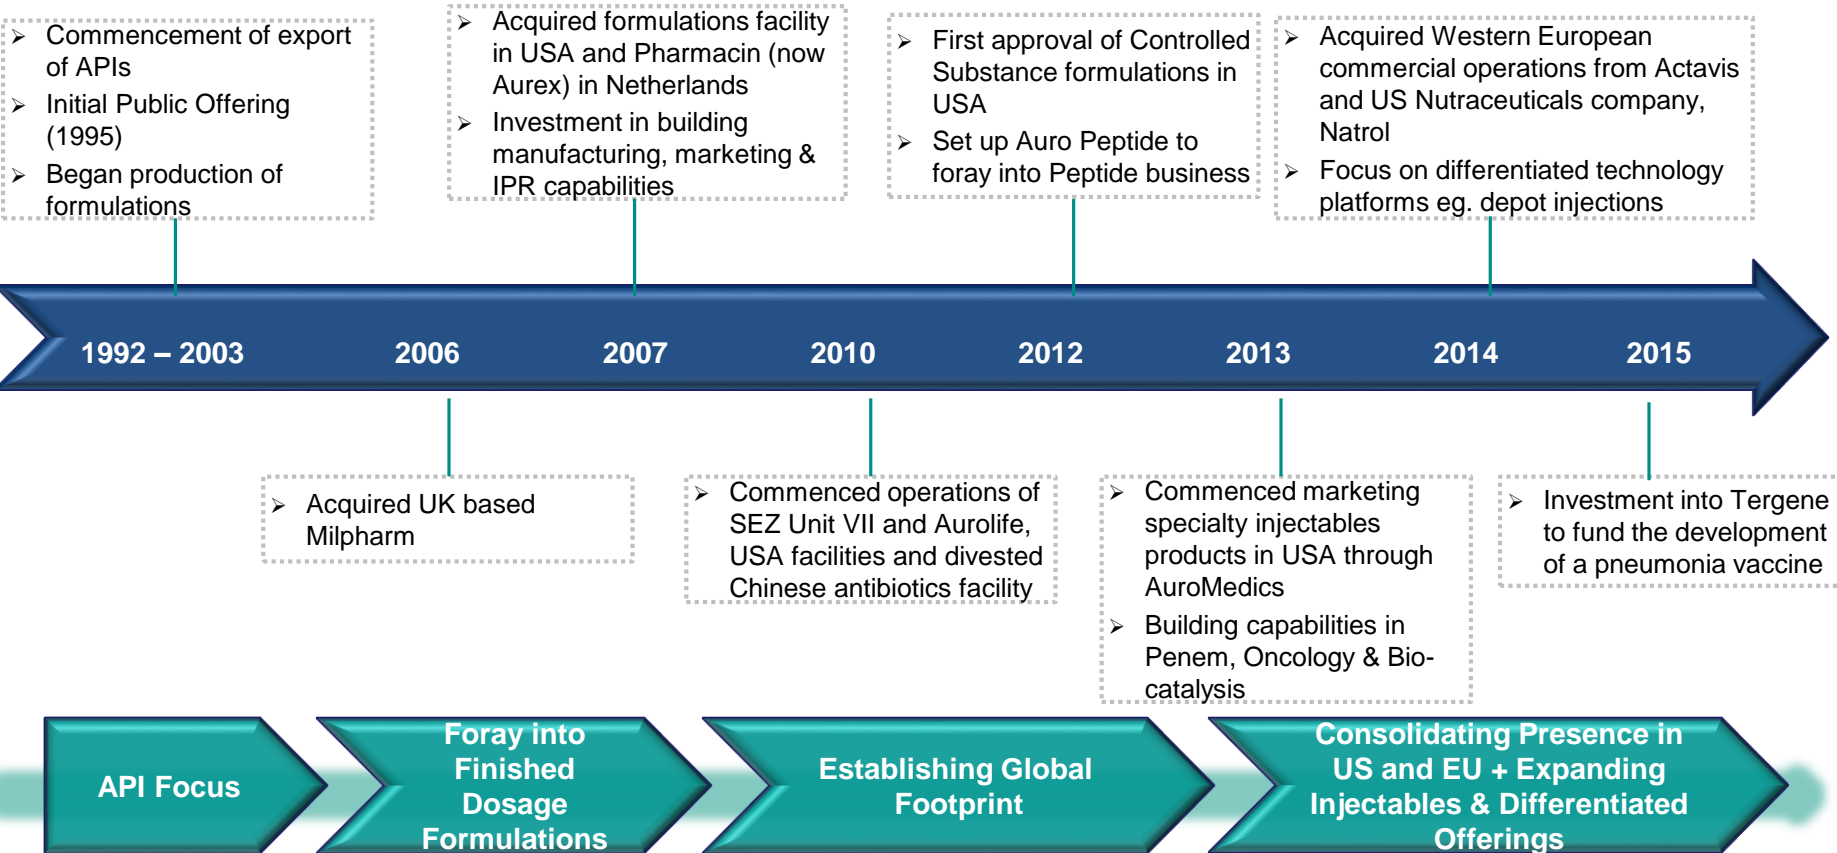 ➢ Commencement of export
of APIs
➢ Initial Public Offering
(1995)
➢ Began production of
formulations
➢ Acquired formulations facility
in USA and Pharmacin (now
Aurex) in Netherlands
➢ Investment in building
manufacturing, marketing &
IPR capabilities
➢ First approval of Controlled
Substance formulations in
USA
➢ Set up Auro Peptide to
foray into Peptide business
➢ Acquired Western European
commercial operations from Actavis
and US Nutraceuticals company,
Natrol
➢ Focus on differentiated technology
platforms eg. depot injections
1992 – 2003 2006 2007 2010 2012 2013 2014 2015
➢ Acquired UK based
Milpharm
➢ Commenced operations of
SEZ Unit VII and Aurolife,
USA facilities and divested
Chinese antibiotics facility
➢ Commenced marketing
specialty injectables
products in USA through
AuroMedics
➢ Building capabilities in
Penem, Oncology & Bio-
catalysis
➢ Investment into Tergene
to fund the development
of a pneumonia vaccine
API Focus
Foray into
Finished
Dosage
Formulations
Establishing Global
Footprint
Consolidating Presence in
US and EU + Expanding
Injectables & Differentiated
Offerings